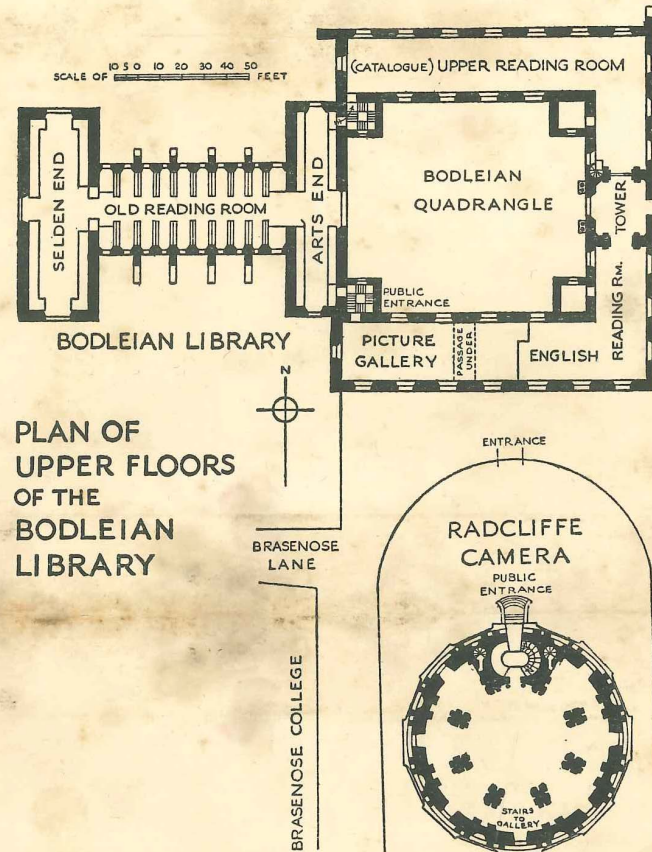 10 5 0 10 20 30 40 50
SCALE OF FEET
(CATALOGUE) UPPER READING ROOM
SELDEN END
OLD READING ROOM
ARTS END
BODLEIAN
QUADRANGLE
TOWER
PUBLIC
ENTRANCE
BODLEIAN LIBRARY
PICTURE
GALLERY
PASSAGE
UNDER
ENGLISH
READING RM.
N
PLAN OF
UPPER FLOORS
OF THE
BODLEIAN
LIBRARY
ENTRANCE
BRASENOSE
LANE
RADCLIFFE
CAMERA
PUBLIC
ENTRANCE
BRASENOSE COLLEGE
STAIRS
TO
GALLERY